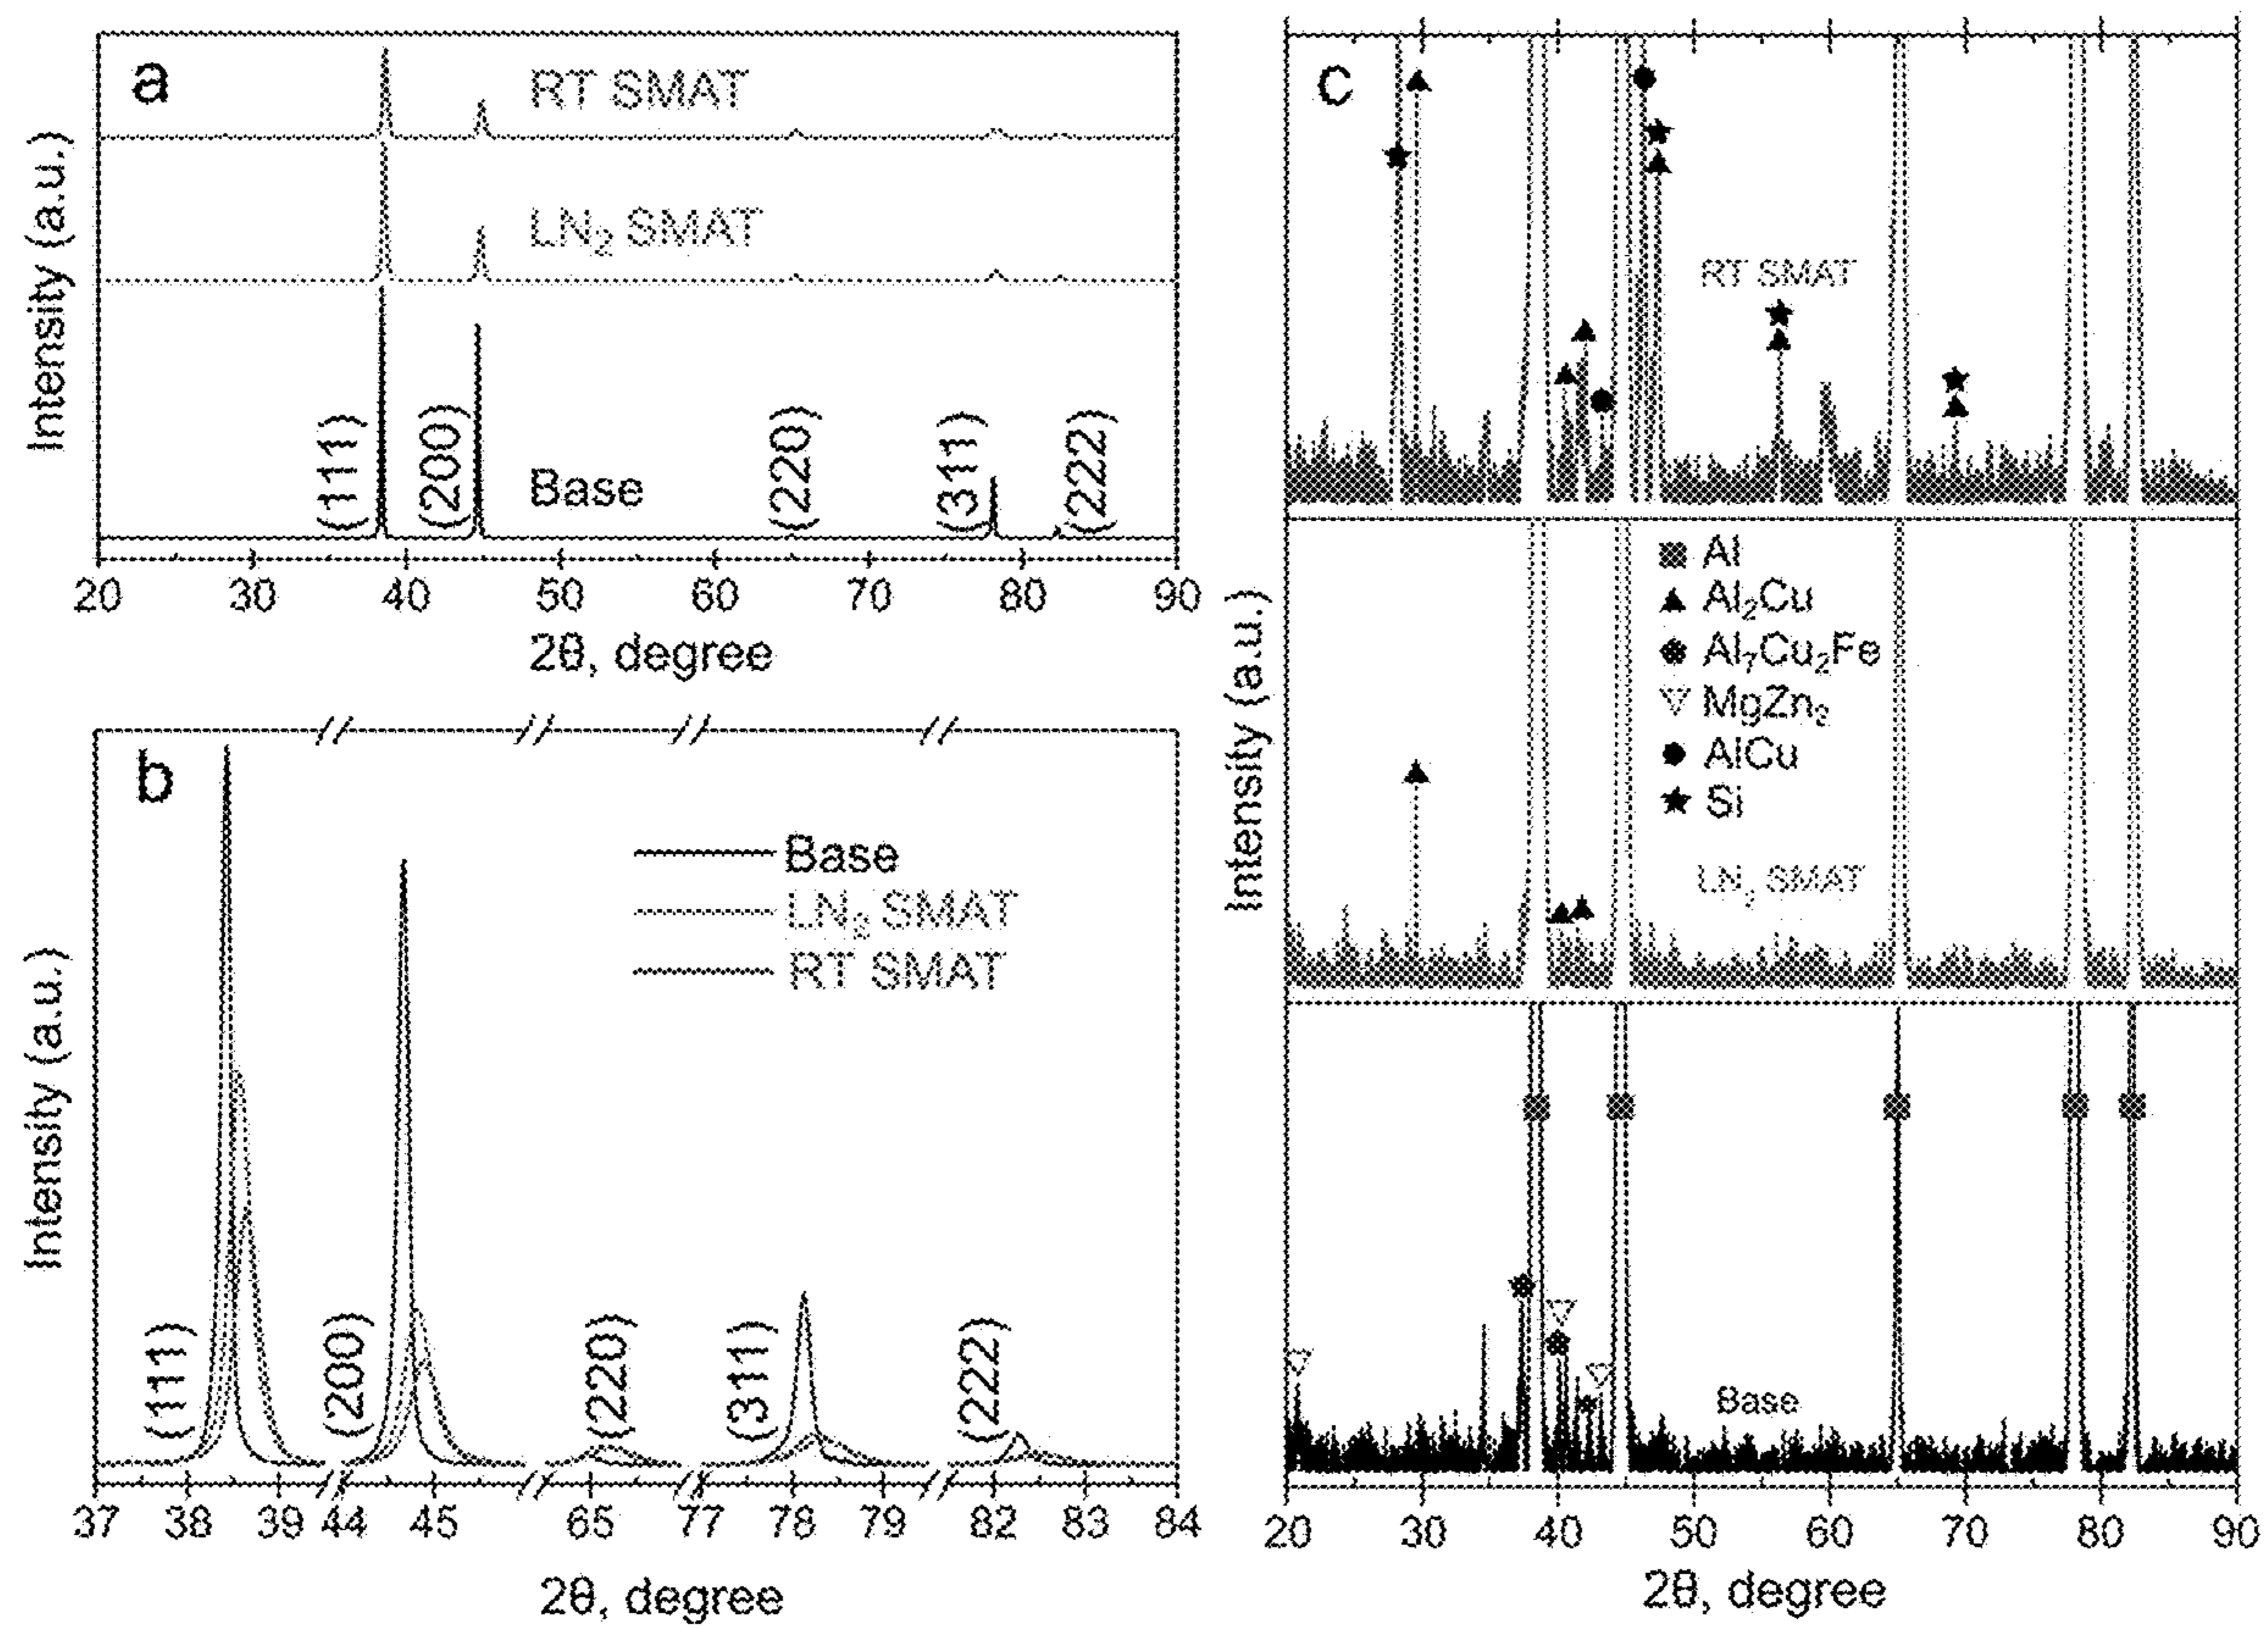 a
RT SMAT
LN₂ SMAT
Base
(111)
(200)
(220)
(311)
(222)
Intensity (a.u.)
20 30 40 50 60 70 80 90
2θ, degree
b
Base
LN₂ SMAT
RT SMAT
(111)
(200)
(220)
(311)
(222)
Intensity (a.u.)
37 38 39 44 45 65 77 78 79 82 83 84
2θ, degree
c
RT SMAT
Al
Al₂Cu
Al₇Cu₂Fe
MgZn₂
AlCu
Si
LN₂ SMAT
Base
Intensity (a.u.)
20 30 40 50 60 70 80 90
2θ, degree